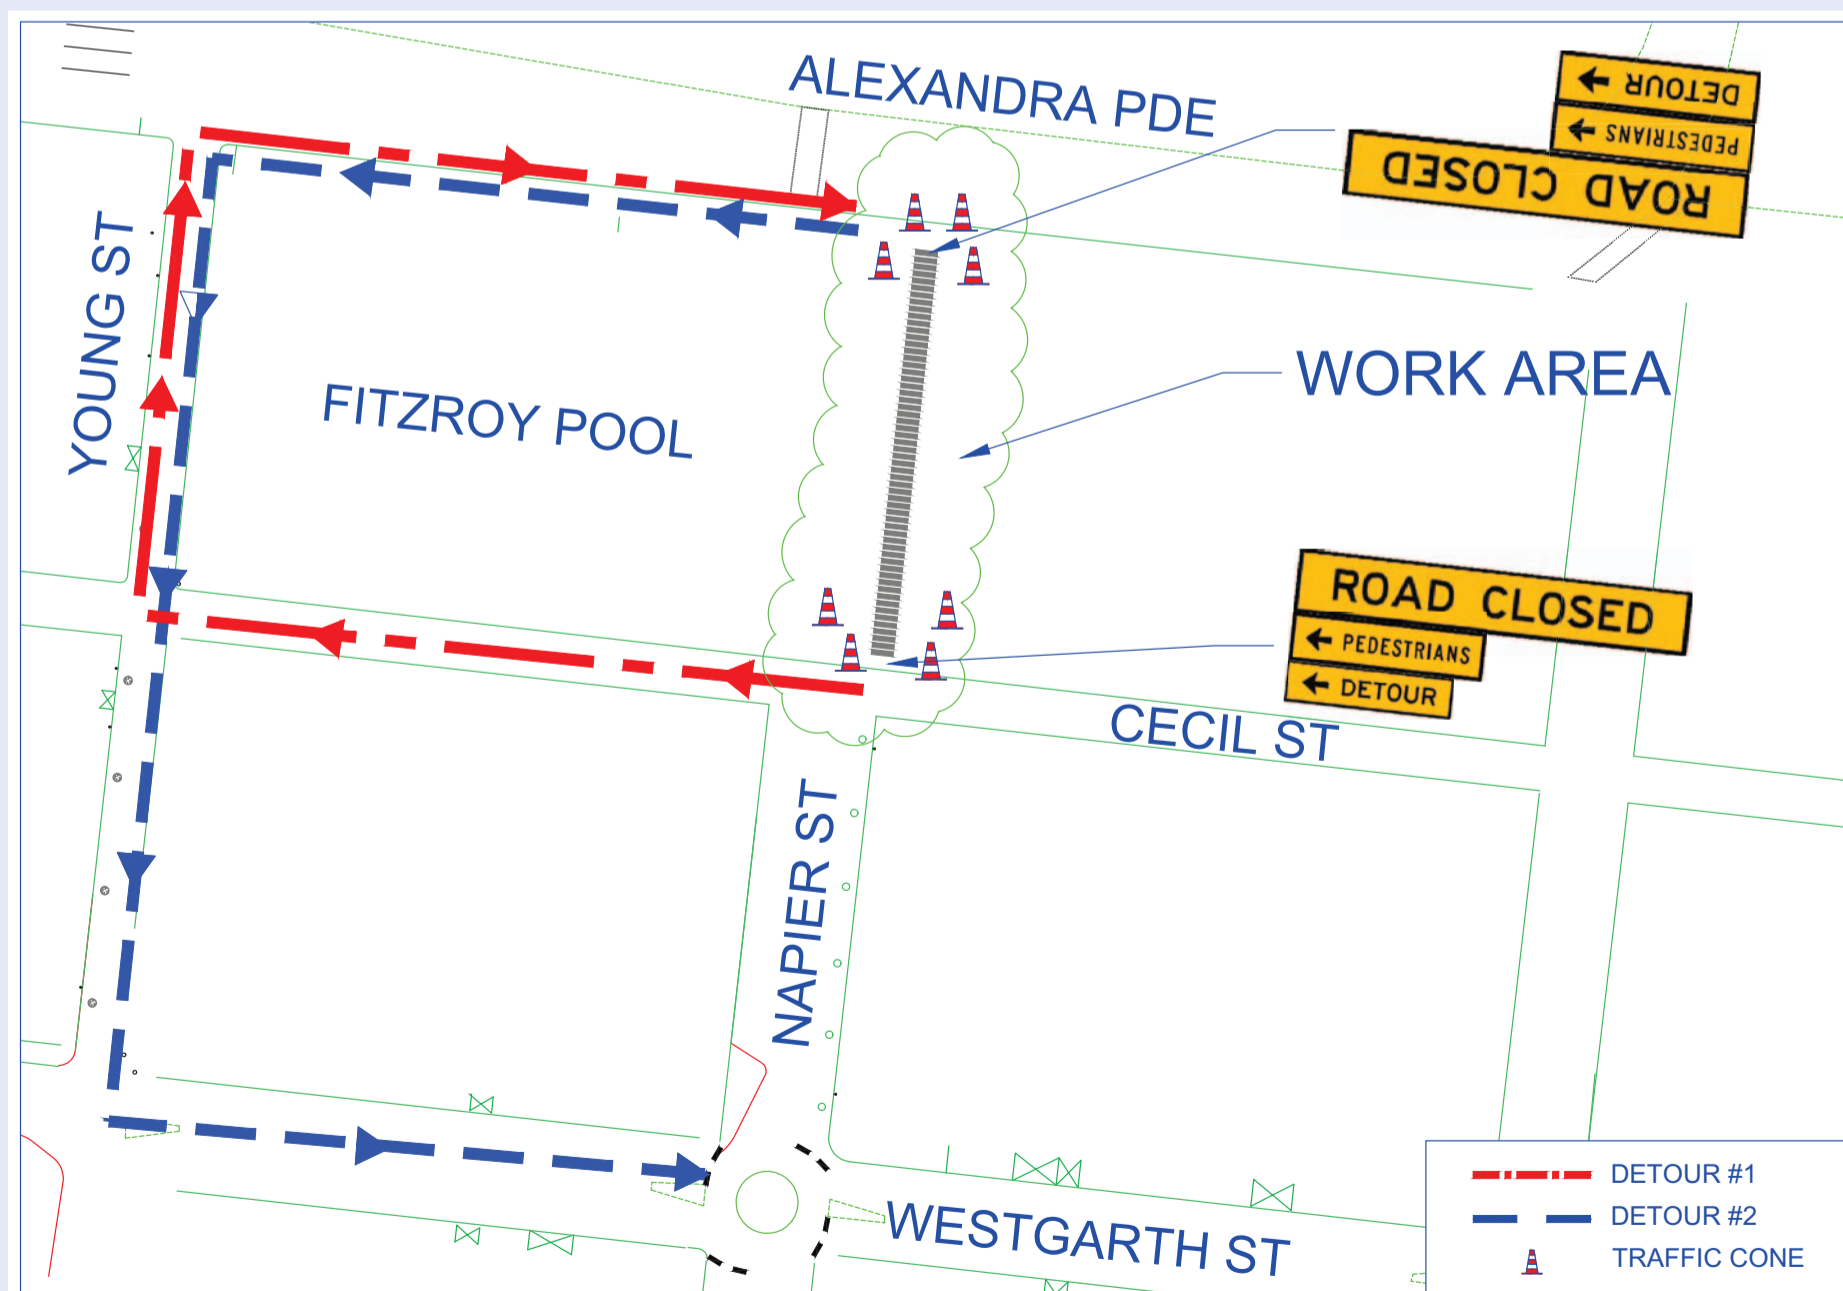 ALEXANDRA PDE
DETOUR
PEDESTRIANS
ROAD CLOSED
YOUNG ST
FITZROY POOL
WORK AREA
ROAD CLOSED
PEDESTRIANS
DETOUR
CECIL ST
NAPIER ST
WESTGARTH ST
DETOUR #1
DETOUR #2
TRAFFIC CONE